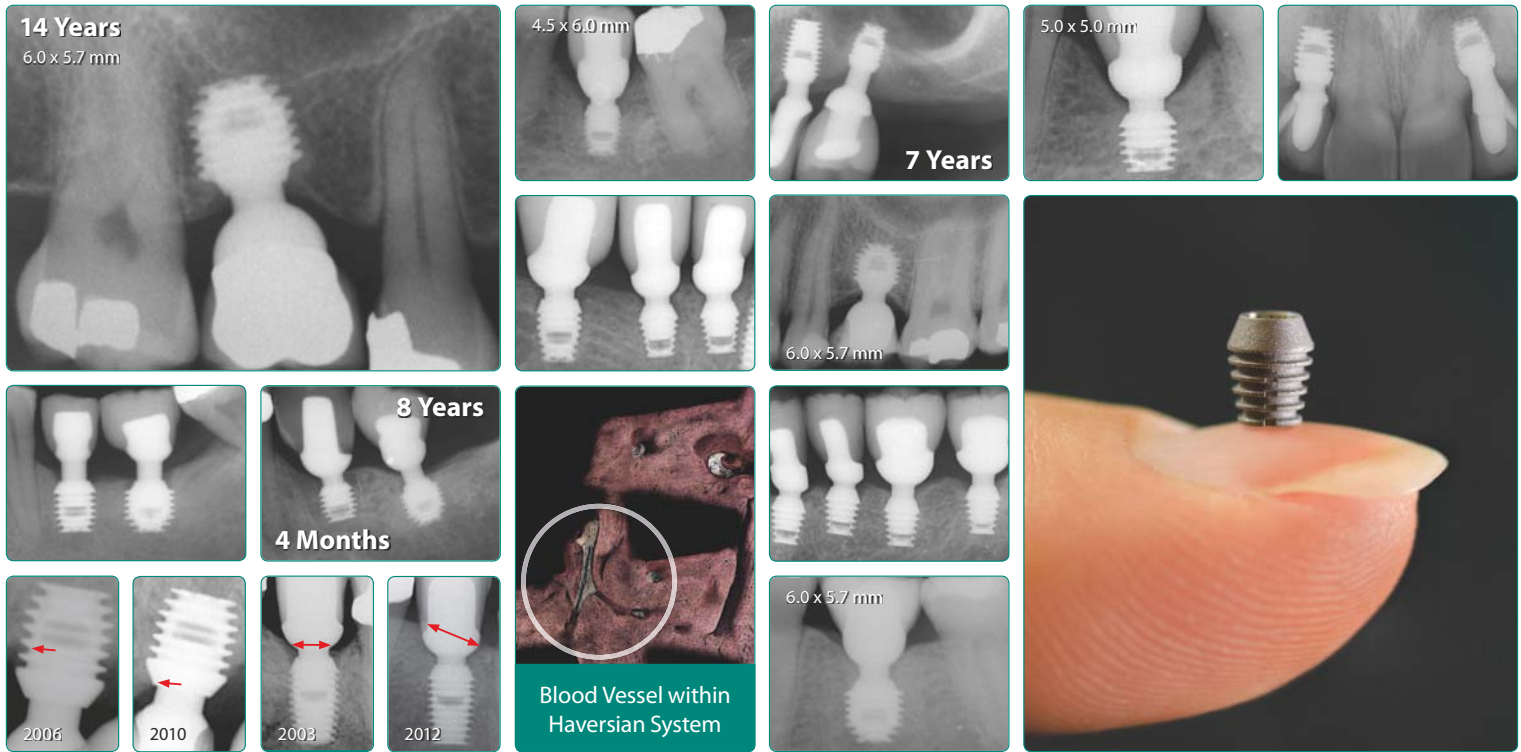 14 Years
6.0 x 5.7 mm
4.5 x 6.0 mm
7 Years
5.0 x 5.0 mm
6.0 x 5.7 mm
8 Years
4 Months
Blood Vessel within
Haversian System
6.0 x 5.7 mm
2006
2010
2003
2012